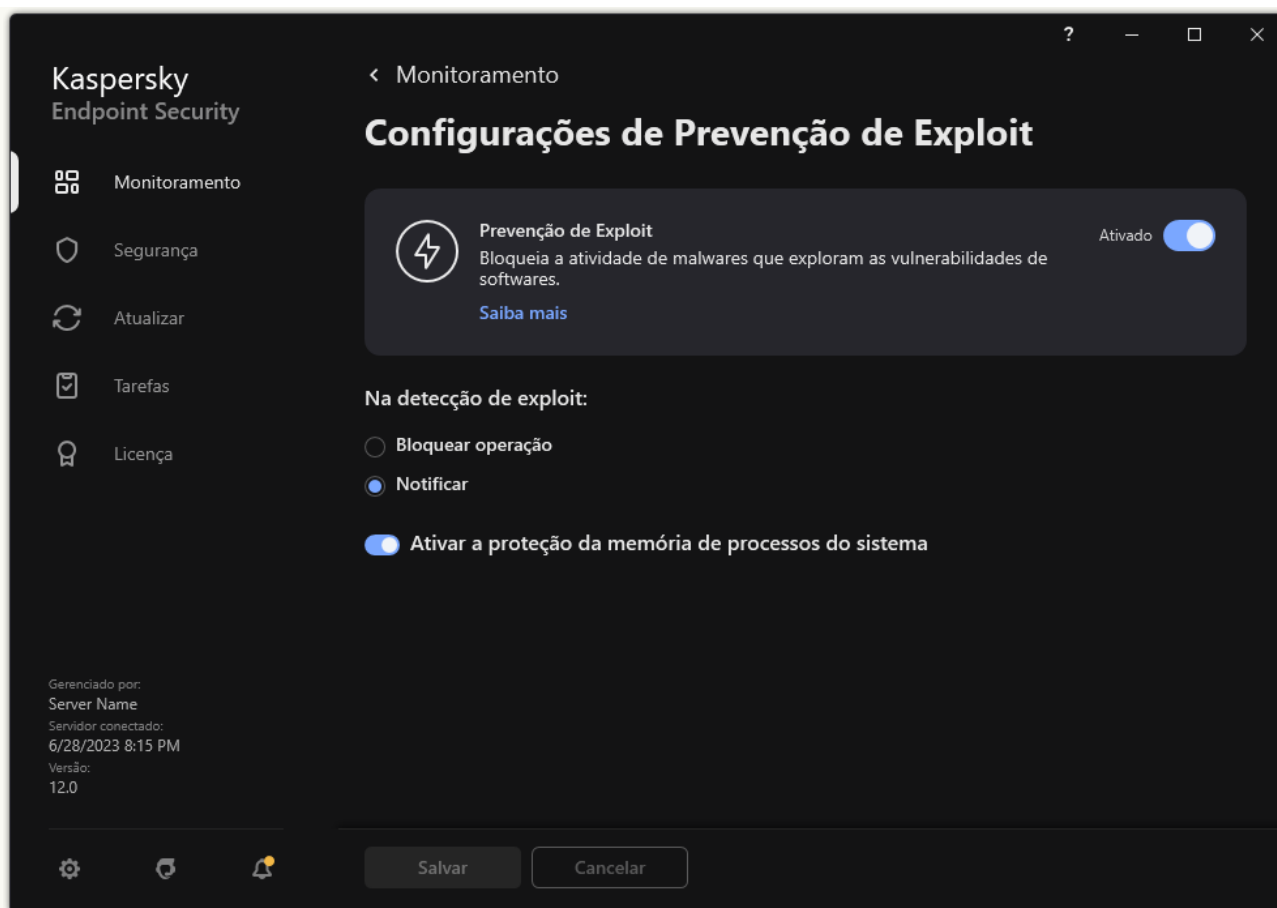 ?
Kaspersky
Endpoint Security
Monitoramento
Segurança
Atualizar
Tarefas
Licença
Gerenciado por:
Server Name
Servidor conectado:
6/28/2023 8:15 PM
Versão:
12.0
Monitoramento
Configurações de Prevenção de Exploit
Prevenção de Exploit
Ativado
Bloqueia a atividade de malwares que exploram as vulnerabilidades de
softwares.
Saiba mais
Na detecção de exploit:
Bloquear operação
Notificar
Ativar a proteção da memória de processos do sistema
Salvar
Cancelar